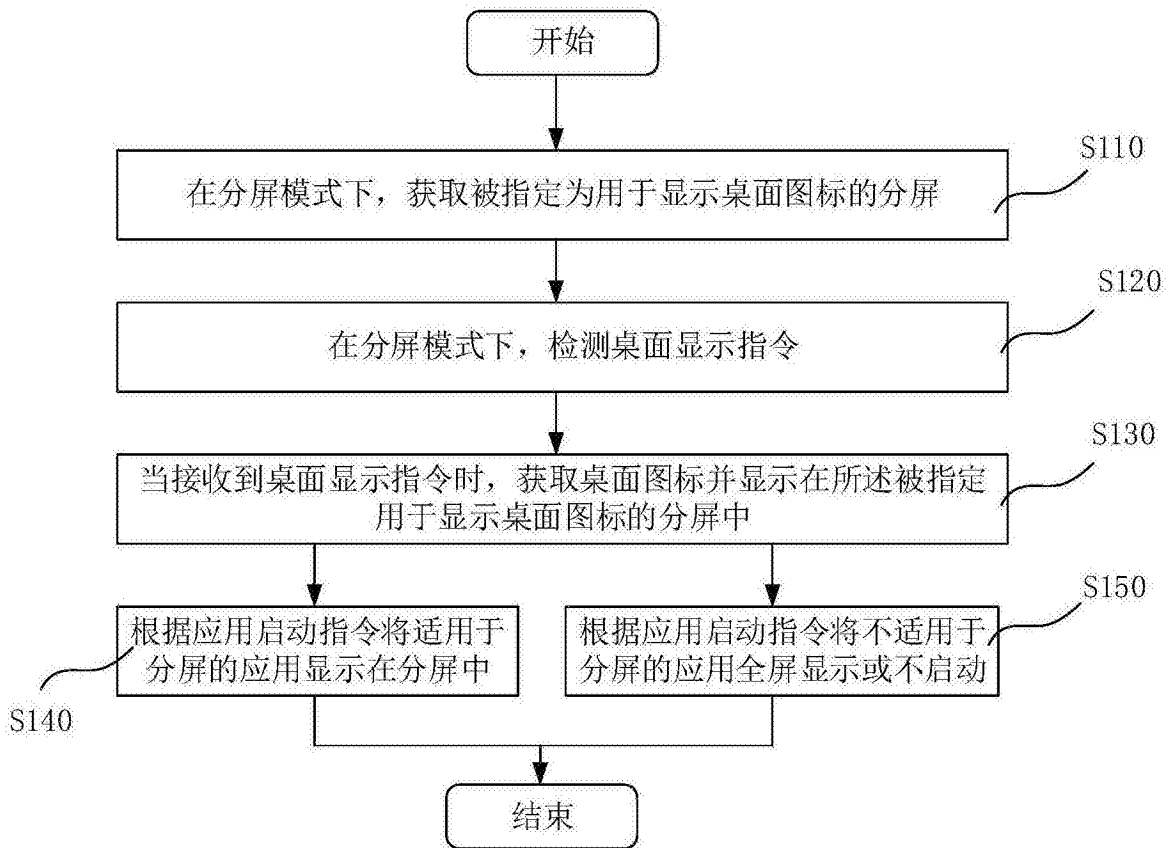 开始
S110
在分屏模式下，获取被指定为用于显示桌面图标的分屏
S120
在分屏模式下，检测桌面显示指令
S130
当接收到桌面显示指令时，获取桌面图标并显示在所述被指定
用于显示桌面图标的分屏中
S150
根据应用启动指令将适用于
分屏的应用显示在分屏中
根据应用启动指令将不适用于
分屏的应用全屏显示或不启动
S140
结束